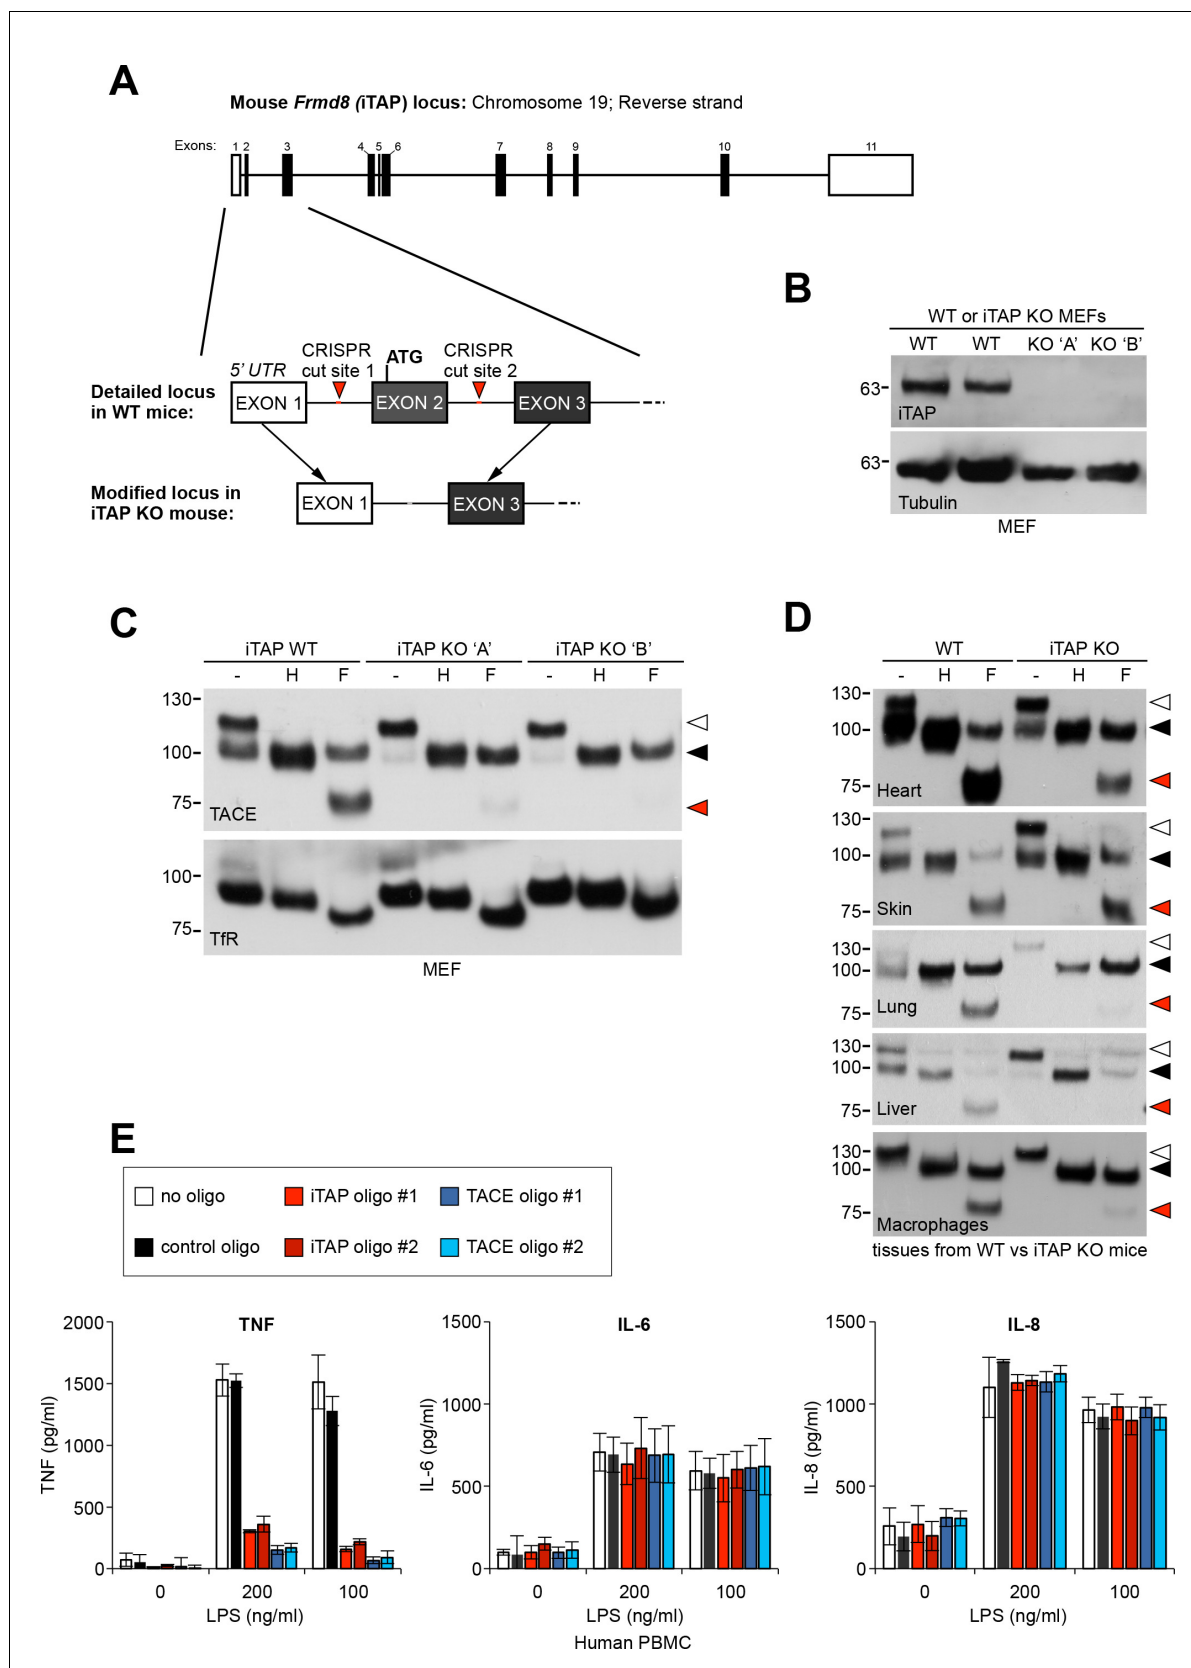 A
Mouse Frmd8 (iTAP) locus: Chromosome 19; Reverse strand
Exons: 1 2 3 4 5 6 7 8 9 10 11
5' UTR
CRISPR cut site 1
ATG
CRISPR cut site 2
Detailed locus in WT mice:
EXON 1 EXON 2 EXON 3
Modified locus in iTAP KO mouse:
EXON 1 EXON 3
B
WT or iTAP KO MEFs
WT WT KO ‘A’ KO ‘B’
63-
iTAP
63-
Tubulin
MEF
C
iTAP WT iTAP KO ‘A’ iTAP KO ‘B’
- H F - H F - H F
130-
100-
75-
TACE
100-
75-
TfR
MEF
D
WT iTAP KO
- H F - H F
130-
100-
75-
Heart
130-
100-
75-
Skin
130-
100-
75-
Lung
130-
100-
75-
Liver
130-
100-
75-
Macrophages
tissues from WT vs iTAP KO mice
E
no oligo iTAP oligo #1 TACE oligo #1
control oligo iTAP oligo #2 TACE oligo #2
TNF
TNF (pg/ml)
2000
1500
1000
500
0
0 200 100
LPS (ng/ml)
IL-6
IL-6 (pg/ml)
1500
1000
500
0
0 200 100
LPS (ng/ml)
Human PBMC
IL-8
IL-8 (pg/ml)
1500
1000
500
0
0 200 100
LPS (ng/ml)